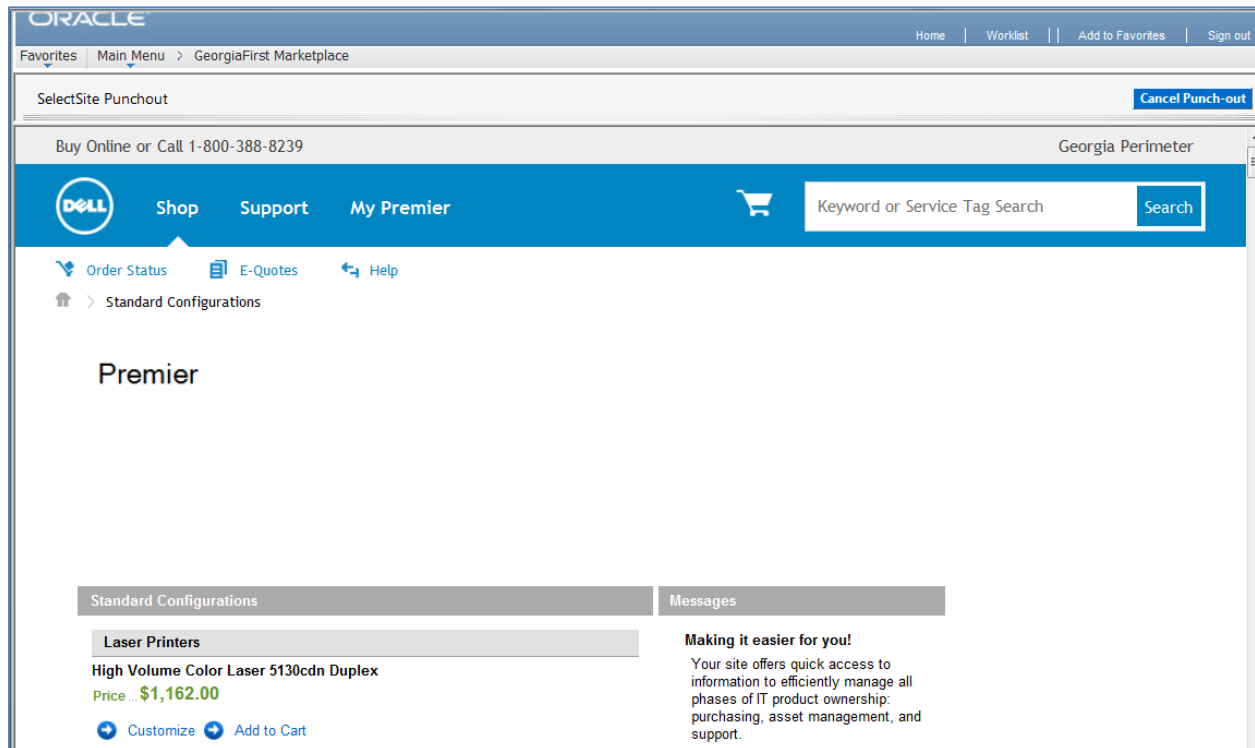 ORACLE
Home | Worklist | | Add to Favorites | Sign out
Favorites | Main Menu > GeorgiaFirst Marketplace
SelectSite Punchout
Cancel Punch-out
Buy Online or Call 1-800-388-8239
Georgia Perimeter
DELL
Shop
Support
My Premier
Keyword or Service Tag Search
Search
Order Status
E-Quotes
Help
> Standard Configurations
Premier
Standard Configurations
Laser Printers
High Volume Color Laser 5130cdn Duplex
Price ... $1,162.00
Customize
Add to Cart
Messages
Making it easier for you!
Your site offers quick access to
information to efficiently manage all
phases of IT product ownership:
purchasing, asset management, and
support.